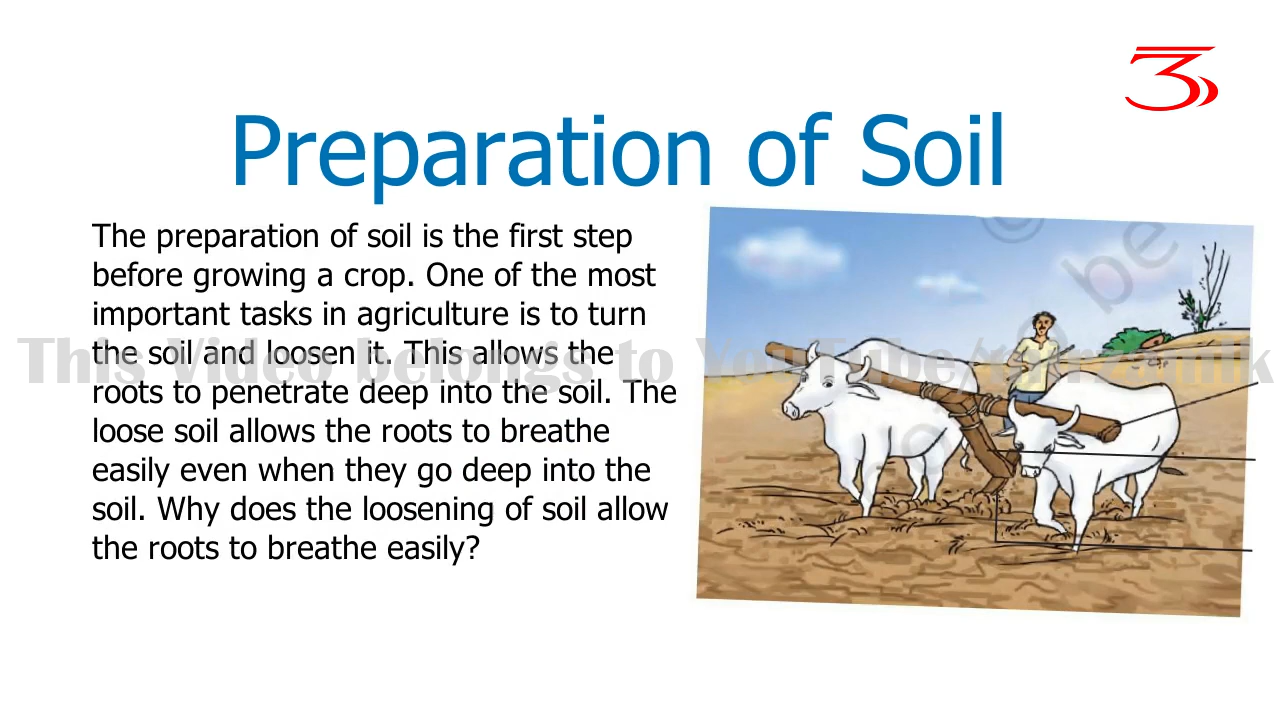 Preparation of Soil
The preparation of soil is the first step
before growing a crop. One of the most
important tasks in agriculture is to turn
the soil and loosen it. This allows the
roots to penetrate deep into the soil. The
loose soil allows the roots to breathe
easily even when they go deep into the
soil. Why does the loosening of soil allow
the roots to breathe easily?
This Video belongs to
be